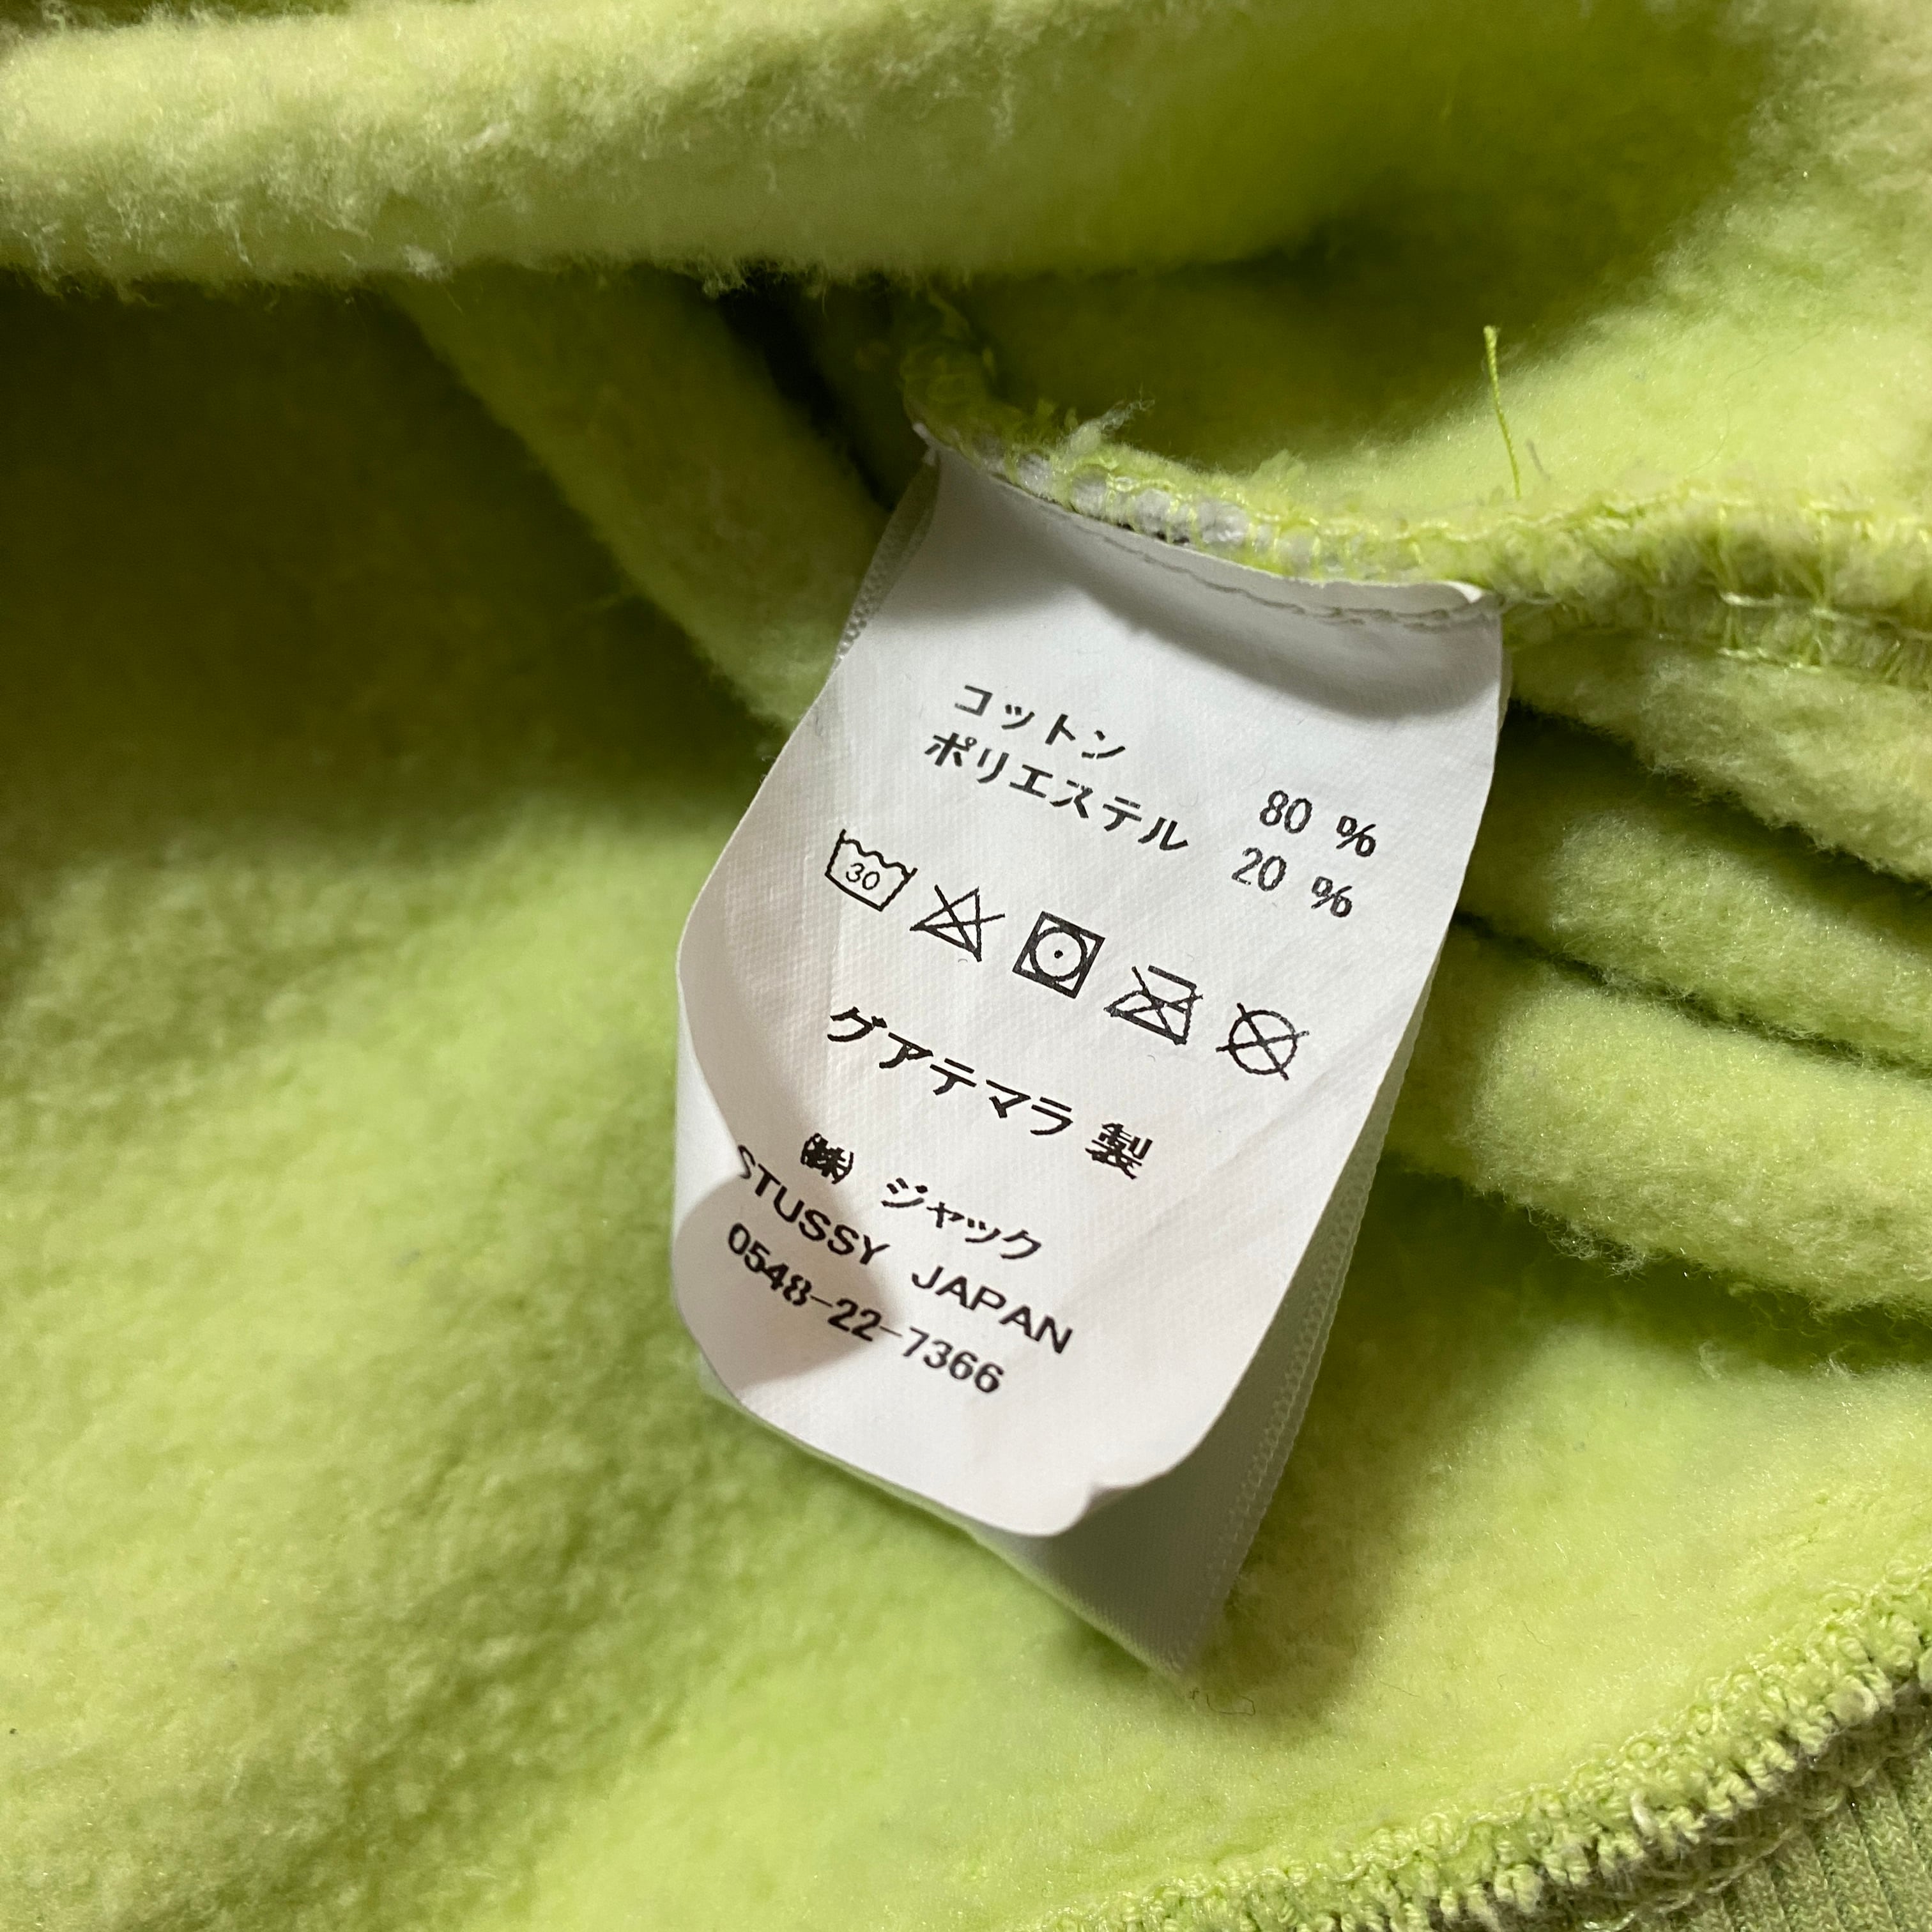 コットン 80 %
ポリエステル 20 %
30
グアテマラ製
㈱ ジャック
STUSSY JAPAN
0548-22-7366